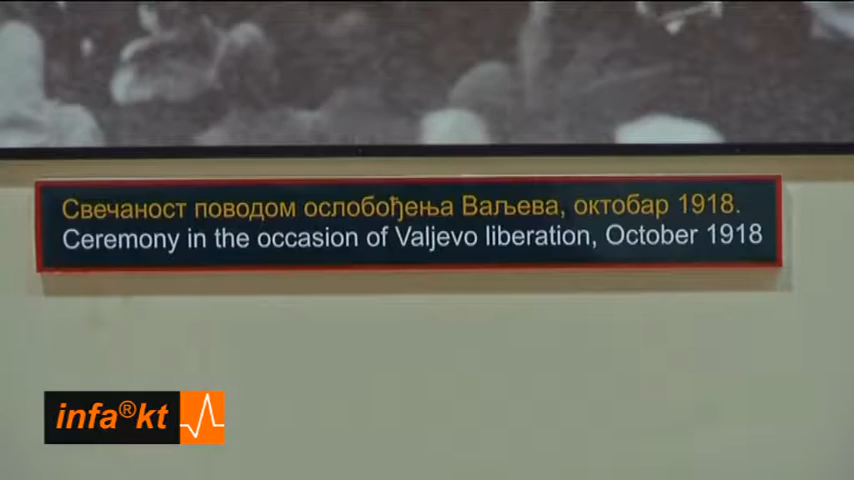 Свечаност поводом ослобођења Ваљева, октобар 1918.
Ceremony in the occasion of Valjevo liberation, October 1918
infa®kt